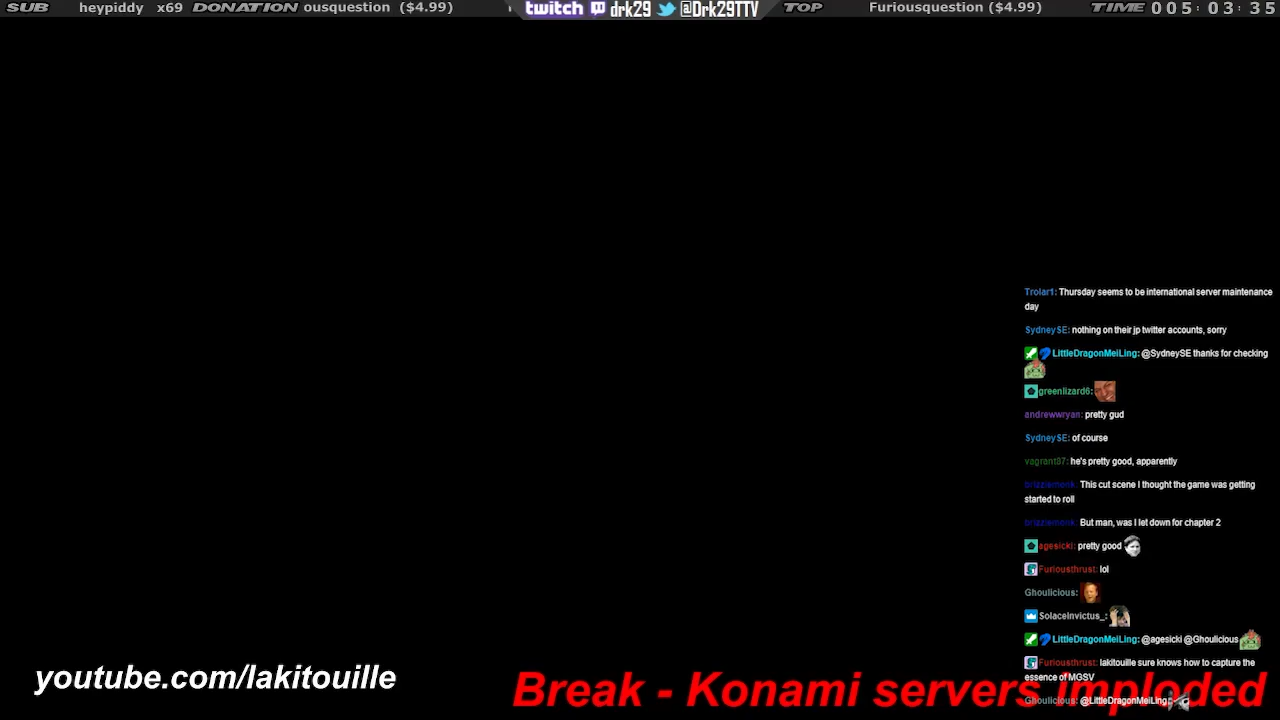 SUB heypiddy x69 DONATION ousquestion ($4.99) twitch drk29 @Drk29TTV TOP Furiousquestion ($4.99) TIME 005:03:35
Trolar1: Thursday seems to be international server maintenance
day
SydneySE: nothing on their jp twitter accounts, sorry
LittleDragonMeiLing: @SydneySE thanks for checking
greenlizard6:
andrewwryan: pretty gud
SydneySE: of course
vagrant87: he's pretty good, apparently
brizzlemonk: This cut scene I thought the game was getting
started to roll
brizzlemonk: But man, was I let down for chapter 2
agesicki: pretty good
Furiousthrust: lol
Ghoulicious:
SolaceInvictus_:
LittleDragonMeiLing: @agesicki @Ghoulicious
Furiousthrust: lakitouille sure knows how to capture the
essence of MGSV
Ghoulicious: @LittleDragonMeiLing
youtube.com/lakitouille
Break - Konami servers imploded